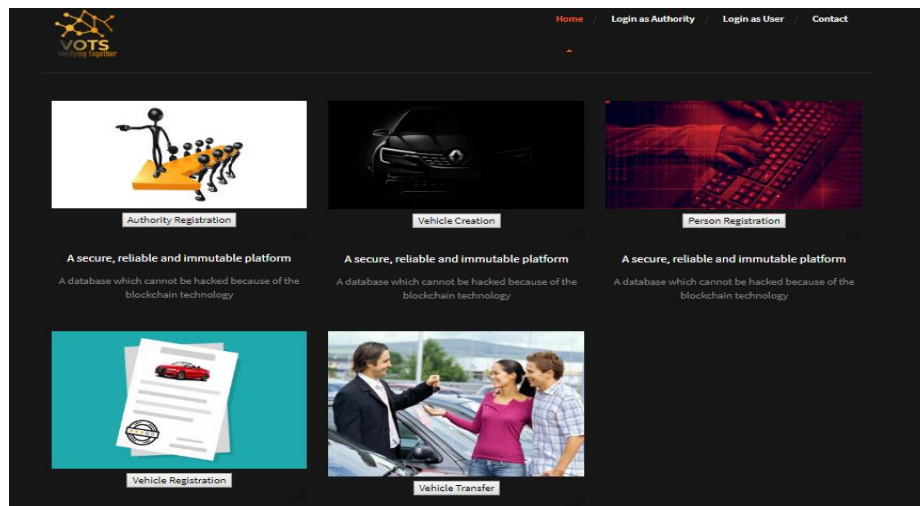 VOTS
verifying Together
Home / Login as Authority / Login as User / Contact
Authority Registration
Vehicle Creation
Person Registration
A secure, reliable and immutable platform
A secure, reliable and immutable platform
A secure, reliable and immutable platform
A database which cannot be hacked because of the
blockchain technology
A database which cannot be hacked because of the
blockchain technology
A database which cannot be hacked because of the
blockchain technology
Vehicle Registration
Vehicle Transfer